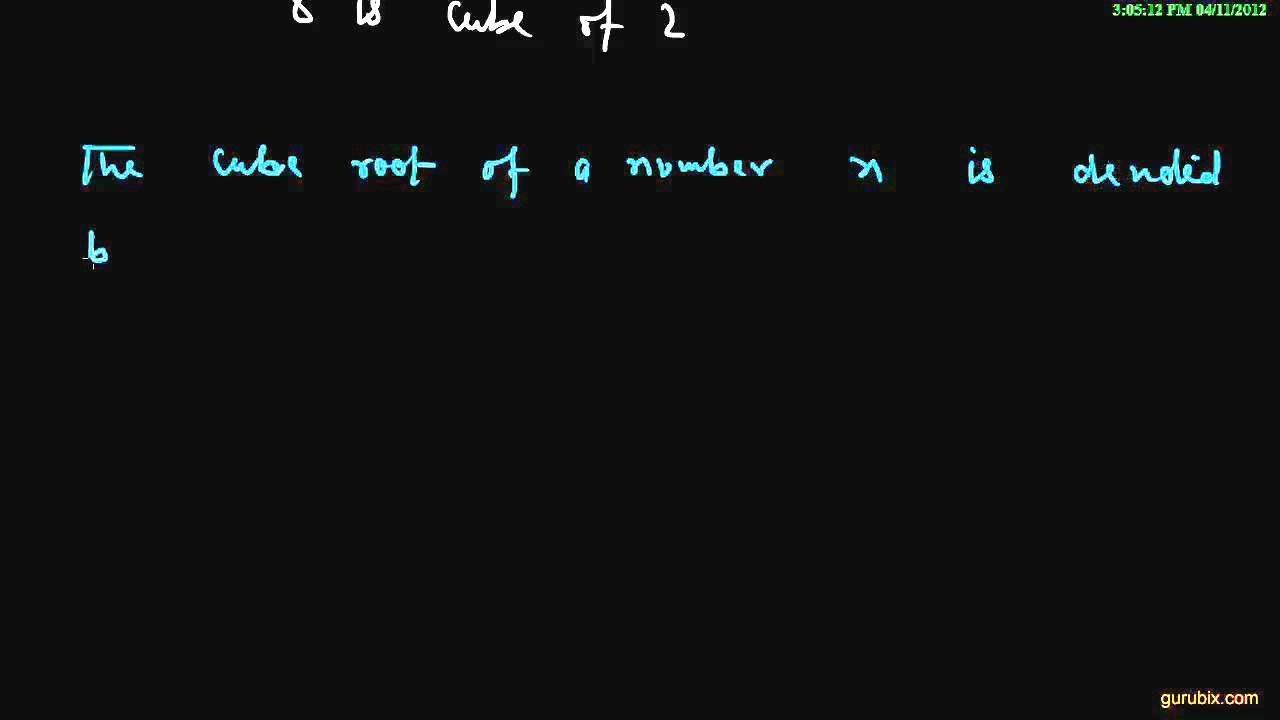 3:05:12 PM 04/11/2012
8 is cube of 2
The cube root of a number x is denoted
b
gurubix.com